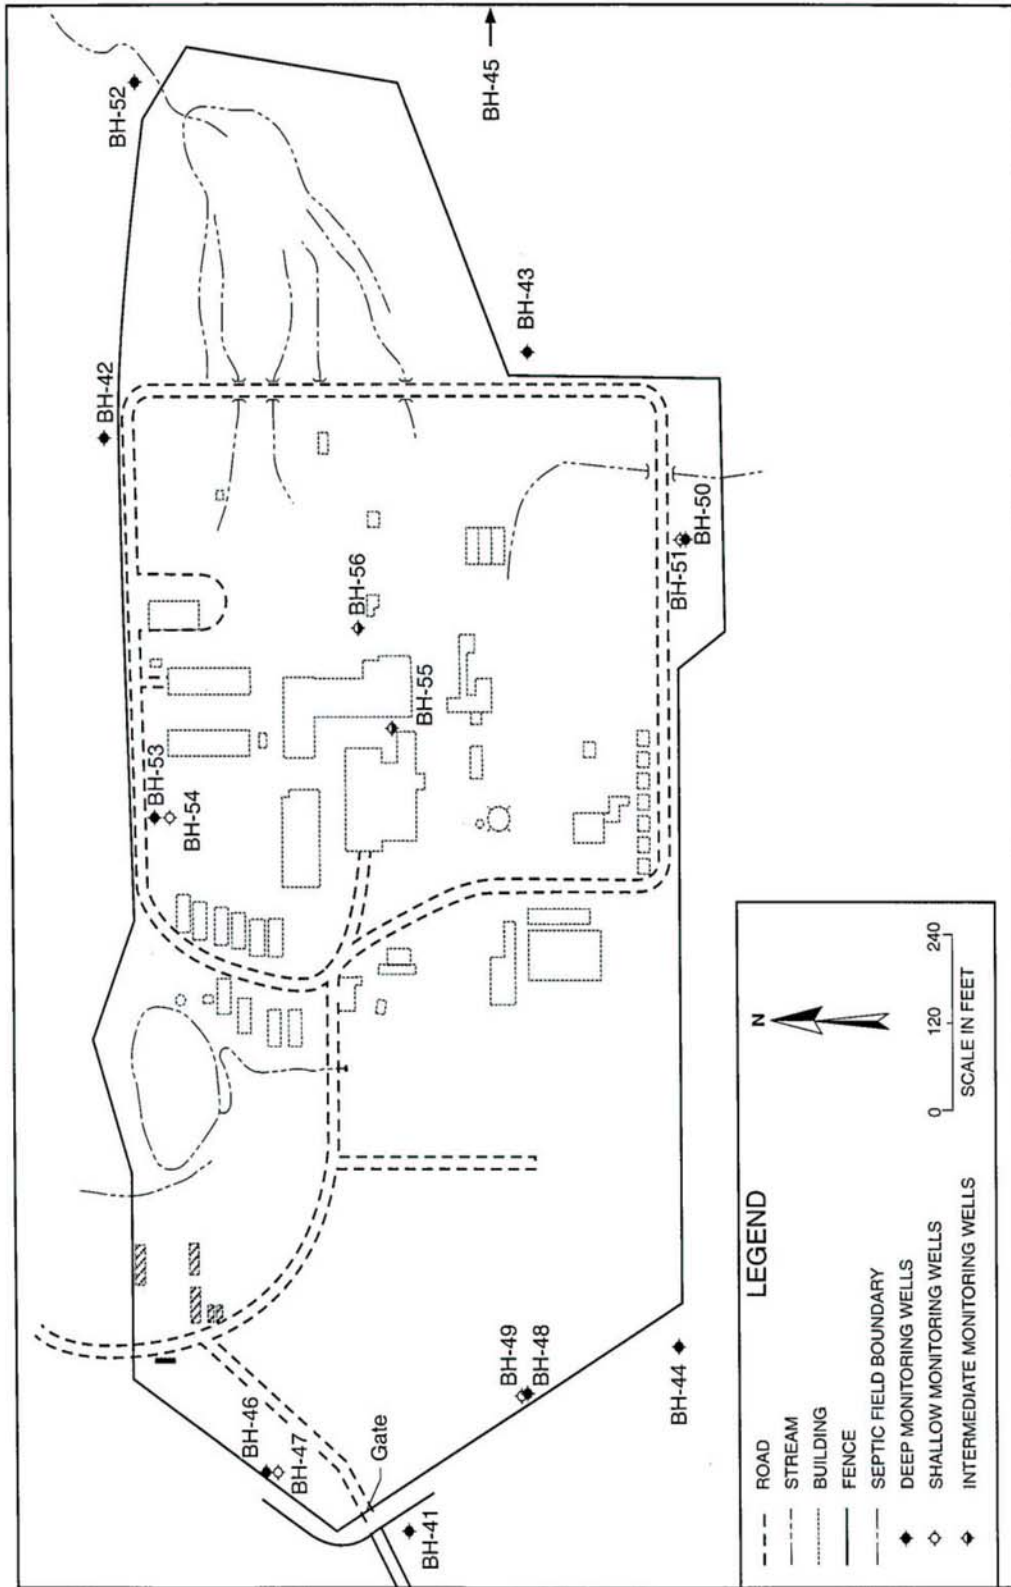 BH-45
BH-52
BH-42
BH-43
BH-56
BH-50
BH-51
BH-55
BH-53
BH-54
BH-49
BH-48
BH-46
BH-47
BH-44
Gate
BH-41
LEGEND
ROAD
STREAM
BUILDING
FENCE
SEPTIC FIELD BOUNDARY
DEEP MONITORING WELLS
SHALLOW MONITORING WELLS
INTERMEDIATE MONITORING WELLS
N
0 120 240
SCALE IN FEET